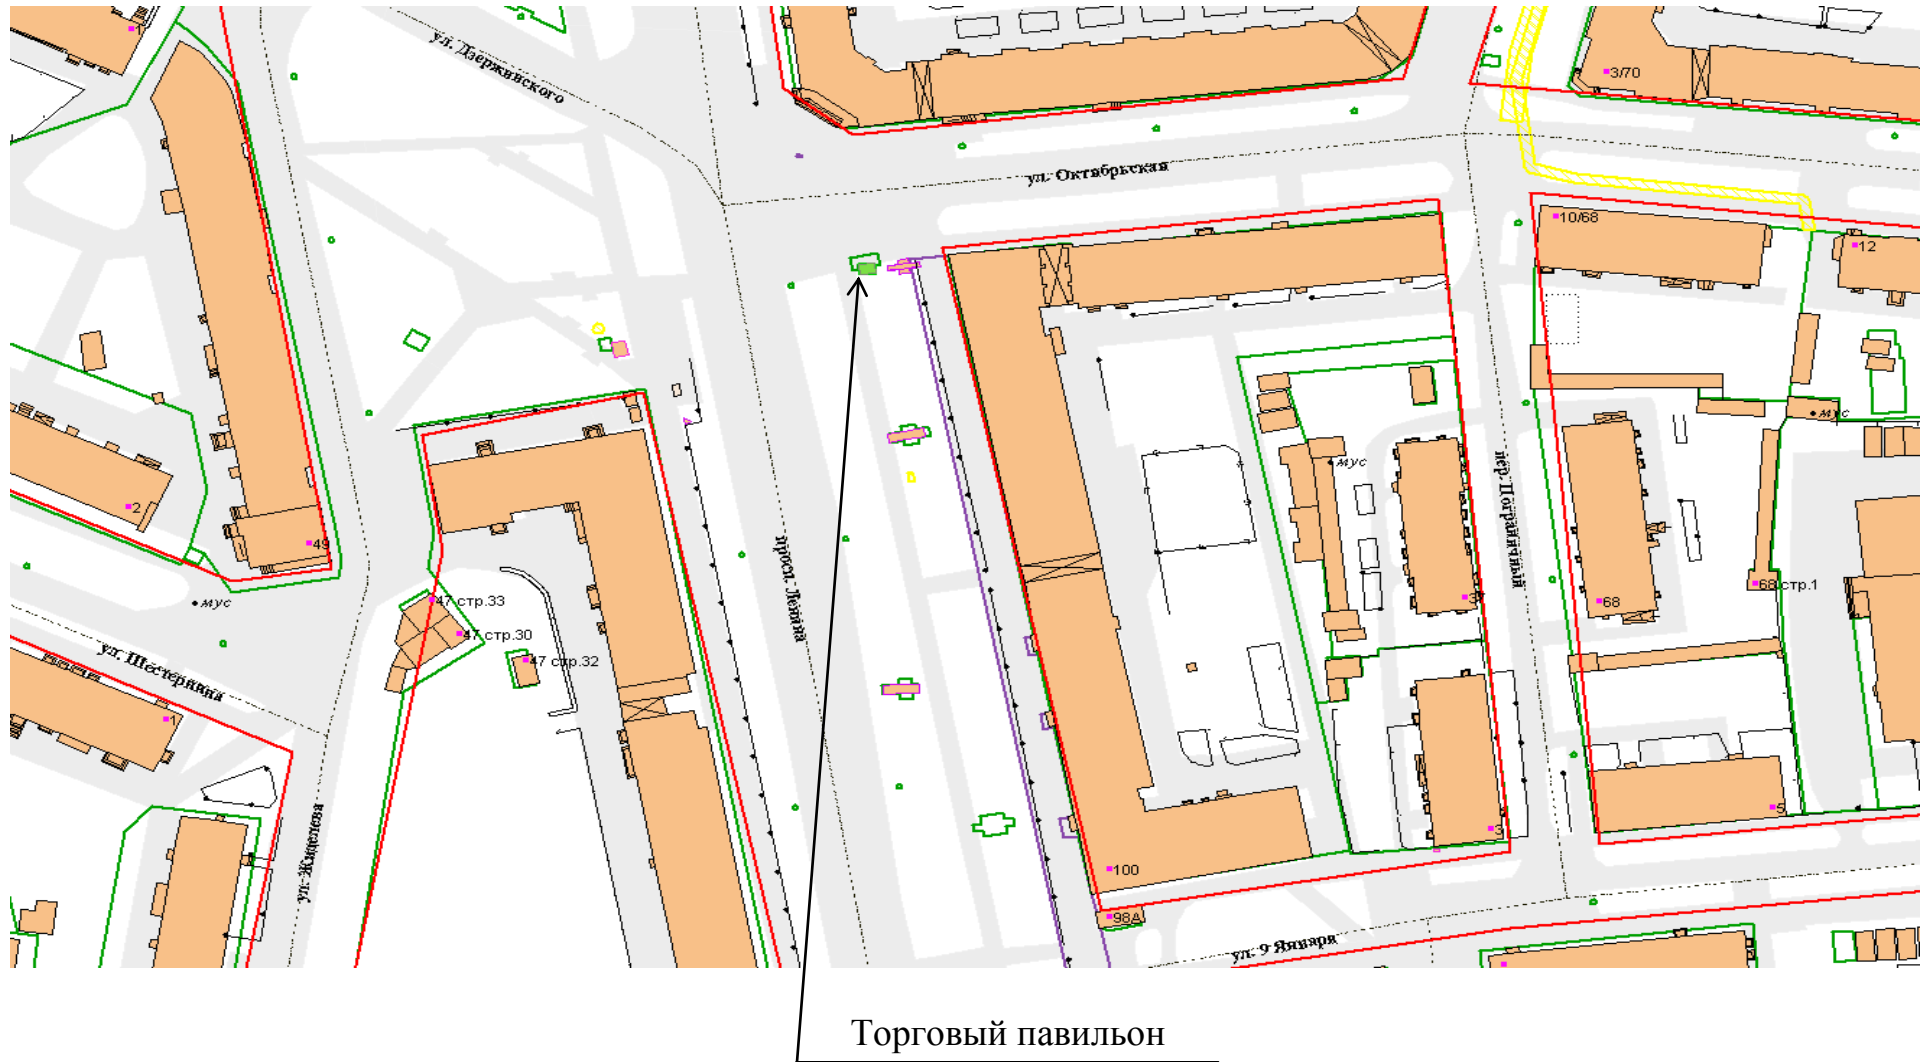 1
ул. Дзержинского
3/70
ул. Октябрьская
10/68
12
мус
мус
2
49
просп. Ленина
пер. Пограничный
мус
47 стр.33
47 стр.30
47 стр.32
68
68 стр.1
ул. Шестернина
1
ул. Жиделева
3
5
100
98А
ул. 9 Января
Торговый павильон